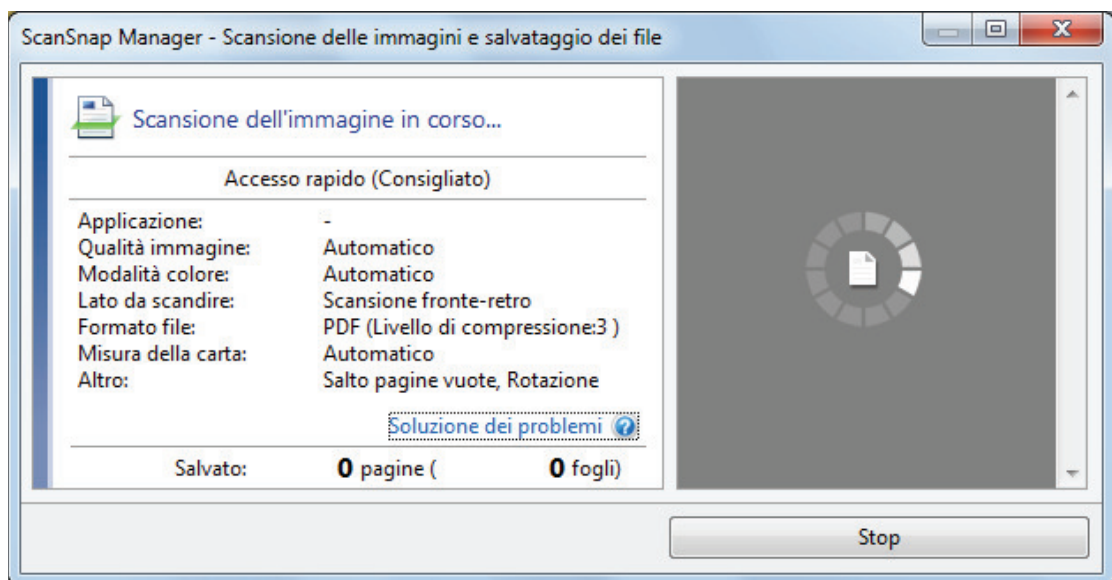 ScanSnap Manager - Scansione delle immagini e salvataggio dei file
Scansione dell'immagine in corso...
Accesso rapido (Consigliato)
Applicazione: -
Qualità immagine: Automatico
Modalità colore: Automatico
Lato da scandire: Scansione fronte-retro
Formato file: PDF (Livello di compressione:3 )
Misura della carta: Automatico
Altro: Salto pagine vuote, Rotazione
Soluzione dei problemi
Salvato: 0 pagine ( 0 fogli)
Stop